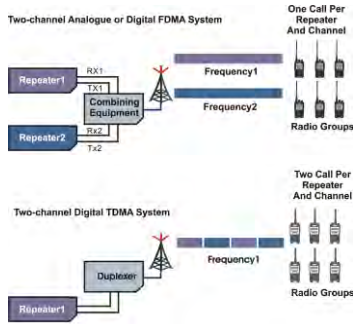 Two-channel Analogue or Digital FDMA System
One Call Per
Repeater
And Channel
Repeater1
RX1
TX1
Combining
Equipment
Rx2
Tx2
Repeater2
Frequency1
Frequency2
Radio Groups
Two-channel Digital TDMA System
Two Call Per
Repeater
And Channel
Duplexer
Repeater1
Frequency1
Radio Groups